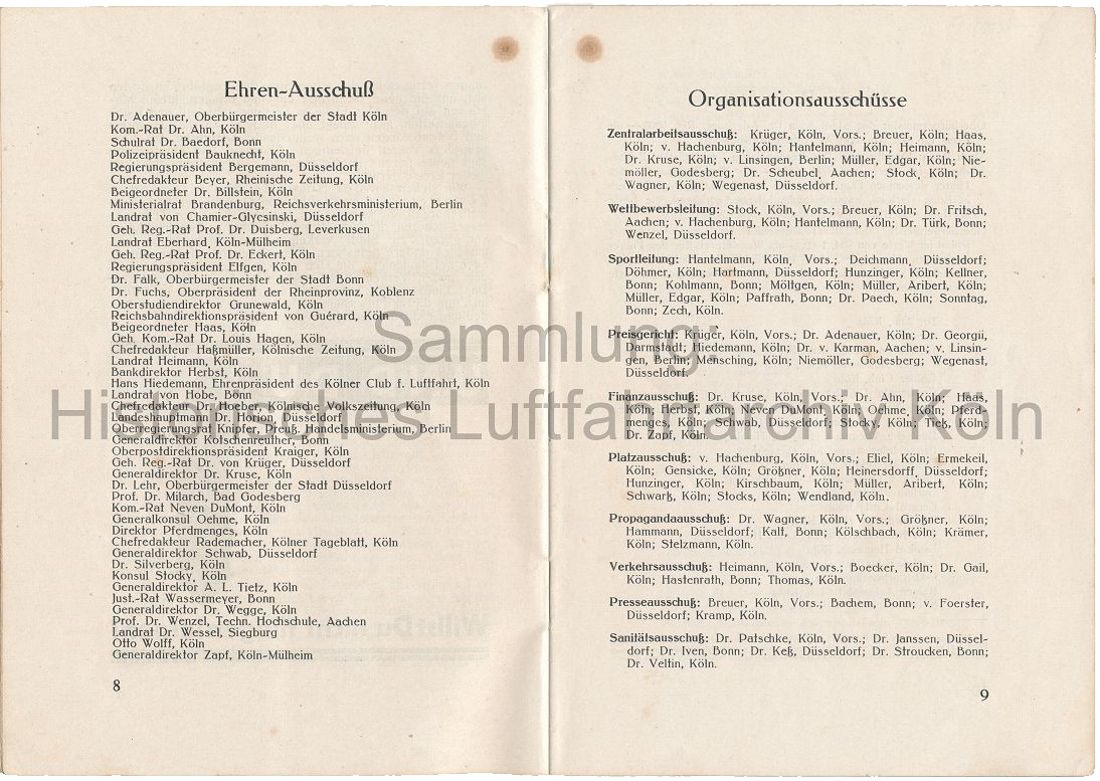 Ehren-Ausschuß
Dr. Adenauer, Oberbürgermeister der Stadt Köln
Kom.-Rat Dr. Ahn, Köln
Schulrat Dr. Baedorf, Bonn
Polizeipräsident Bauknecht, Köln
Regierungspräsident Bergemann, Düsseldorf
Chefredakteur Beyer, Rheinische Zeitung, Köln
Beigeordneter Dr. Billstein, Köln
Ministerialrat Brandenburg, Reichsverkehrsministerium, Berlin
Landrat von Chamier-Glycsinski, Düsseldorf
Geh. Reg.-Rat Prof. Dr. Duisberg, Leverkusen
Landrat Eberhard, Köln-Mülheim
Geh. Reg.-Rat Prof. Dr. Eckert, Köln
Regierungspräsident Elfgen, Köln
Dr. Falk, Oberbürgermeister der Stadt Bonn
Dr. Fuchs, Oberpräsident der Rheinprovinz, Koblenz
Oberstudiendirektor Grunewald, Köln
Reichsbahndirektionspräsident von Guérard, Köln
Beigeordneter Haas, Köln
Geh. Kom.-Rat Dr. Louis Hagen, Köln
Chefredakteur Haßmüller, Kölnische Zeitung, Köln
Landrat Heimann, Köln
Bankdirektor Herbst, Köln
Hans Hiedemann, Ehrenpräsident des Kölner Club f. Luftfahrt, Köln
Landrat von Hobe, Bonn
Chefredakteur Dr. Hoeber, Kölnische Volkszeitung, Köln
Landeshauptmann Dr. Horion, Düsseldorf
Oberregierungsrat Knipfer, Preuß. Handelsministerium, Berlin
Generaldirektor Kolschenreuther, Bonn
Oberpostdirektionspräsident Kraiger, Köln
Geh. Reg.-Rat Dr. von Krüger, Düsseldorf
Generaldirektor Dr. Kruse, Köln
Dr. Lehr, Oberbürgermeister der Stadt Düsseldorf
Prof. Dr. Milarch, Bad Godesberg
Kom.-Rat Neven DuMont, Köln
Generalkonsul Oehme, Köln
Direktor Pferdmenges, Köln
Chefredakteur Rademacher, Kölner Tageblatt, Köln
Generaldirektor Schwab, Düsseldorf
Dr. Silverberg, Köln
Konsul Stocky, Köln
Generaldirektor A. L. Tietz, Köln
Just.-Rat Wassermeyer, Bonn
Generaldirektor Dr. Wegge, Köln
Prof. Dr. Wenzel, Techn. Hochschule, Aachen
Landrat Dr. Wessel, Siegburg
Otto Wolff, Köln
Generaldirektor Zapf, Köln-Mülheim
8
Organisationsausschüsse
Zentralarbeitsausschuß: Krüger, Köln, Vors.; Breuer, Köln; Haas,
Köln; v. Hachenburg, Köln; Hantelmann, Köln; Heimann, Köln;
Dr. Kruse, Köln; v. Linsingen, Berlin; Müller, Edgar, Köln; Nie-
möller, Godesberg; Dr. Scheubel, Aachen; Stock, Köln; Dr.
Wagner, Köln; Wegenast, Düsseldorf.
Wettbewerbsleitung: Stock, Köln, Vors.; Breuer, Köln; Dr. Fritsch,
Aachen; v. Hachenburg, Köln; Hantelmann, Köln; Dr. Türk, Bonn;
Wenzel, Düsseldorf.
Sportleitung: Hantelmann, Köln, Vors.; Deichmann, Düsseldorf;
Döhmer, Köln; Hartmann, Düsseldorf; Hunzinger, Köln; Kellner,
Bonn; Kohlmann, Bonn; Möltgen, Köln; Müller, Aribert, Köln;
Müller, Edgar, Köln; Paffrath, Bonn; Dr. Paech, Köln; Sonntag,
Bonn; Zech, Köln.
Preisgericht: Krüger, Köln, Vors.; Dr. Adenauer, Köln; Dr. Georgii,
Darmstadt; Hiedemann, Köln; Dr. v. Karman, Aachen; v. Linsin-
gen, Berlin; Mensching, Köln; Niemöller, Godesberg; Wegenast,
Düsseldorf.
Finanzausschuß: Dr. Kruse, Köln, Vors.; Dr. Ahn, Köln; Haas,
Köln; Herbst, Köln; Neven DuMont, Köln; Oehme, Köln; Pferd-
mengs, Köln; Schwab, Düsseldorf; Stocky, Köln; Tietz, Köln;
Dr. Zapf, Köln.
Platzausschuß: v. Hachenburg, Köln, Vors.; Eliel, Köln; Ermekeil,
Köln; Gensicke, Köln; Größner, Köln; Heinersdorff, Düsseldorf;
Hunzinger, Köln; Kirschbaum, Köln; Müller, Aribert, Köln;
Schwartz, Köln; Stocks, Köln; Wendland, Köln.
Propagandaausschuß: Dr. Wagner, Köln, Vors.; Größner, Köln;
Hammann, Düsseldorf; Kalt, Bonn; Kölschbach, Köln; Krämer,
Köln; Stelzmann, Köln.
Verkehrsausschuß: Heimann, Köln, Vors.; Boecker, Köln; Dr. Gail,
Köln; Hastenrath, Bonn; Thomas, Köln.
Presseausschuß: Breuer, Köln, Vors.; Bachem, Bonn; v. Foerster,
Düsseldorf; Kramp, Köln.
Sanitätsausschuß: Dr. Patschke, Köln, Vors.; Dr. Janssen, Düssel-
dorf; Dr. Iven, Bonn; Dr. Keß, Düsseldorf; Dr. Stroucken, Bonn;
Dr. Veltin, Köln.
9
Sammlung:
Historisches Luftfahrtarchiv Köln